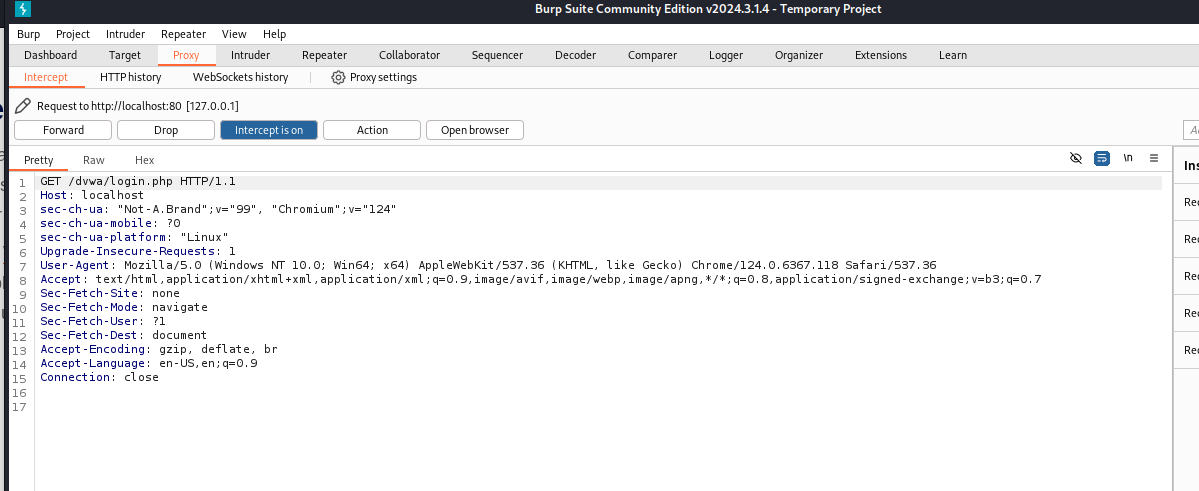 Burp Suite Community Edition v2024.3.1.4 - Temporary Project
Burp Project Intruder Repeater View Help
Dashboard Target Proxy Intruder Repeater Collaborator Sequencer Decoder Comparer Logger Organizer Extensions Learn
Intercept HTTP history WebSockets history Proxy settings
Request to http://localhost:80 [127.0.0.1]
Forward Drop Intercept is on Action Open browser
Pretty Raw Hex \n
1 GET /dvwa/login.php HTTP/1.1
2 Host: localhost
3 sec-ch-ua: "Not-A.Brand";v="99", "Chromium";v="124"
4 sec-ch-ua-mobile: ?0
5 sec-ch-ua-platform: "Linux"
6 Upgrade-Insecure-Requests: 1
7 User-Agent: Mozilla/5.0 (Windows NT 10.0; Win64; x64) AppleWebKit/537.36 (KHTML, like Gecko) Chrome/124.0.6367.118 Safari/537.36
8 Accept: text/html,application/xhtml+xml,application/xml;q=0.9,image/avif,image/webp,image/apng,*/*;q=0.8,application/signed-exchange;v=b3;q=0.7
9 Sec-Fetch-Site: none
10 Sec-Fetch-Mode: navigate
11 Sec-Fetch-User: ?1
12 Sec-Fetch-Dest: document
13 Accept-Encoding: gzip, deflate, br
14 Accept-Language: en-US,en;q=0.9
15 Connection: close
16
17